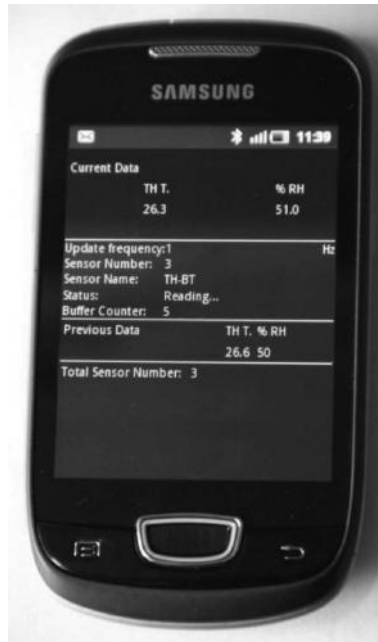 SAMSUNG
11:39
Current Data
TH T. % RH
26.3 51.0
Update frequency:1 Hz
Sensor Number: 3
Sensor Name: TH-BT
Status: Reading...
Buffer Counter: 5
Previous Data TH T. % RH
26.6 50
Total Sensor Number: 3